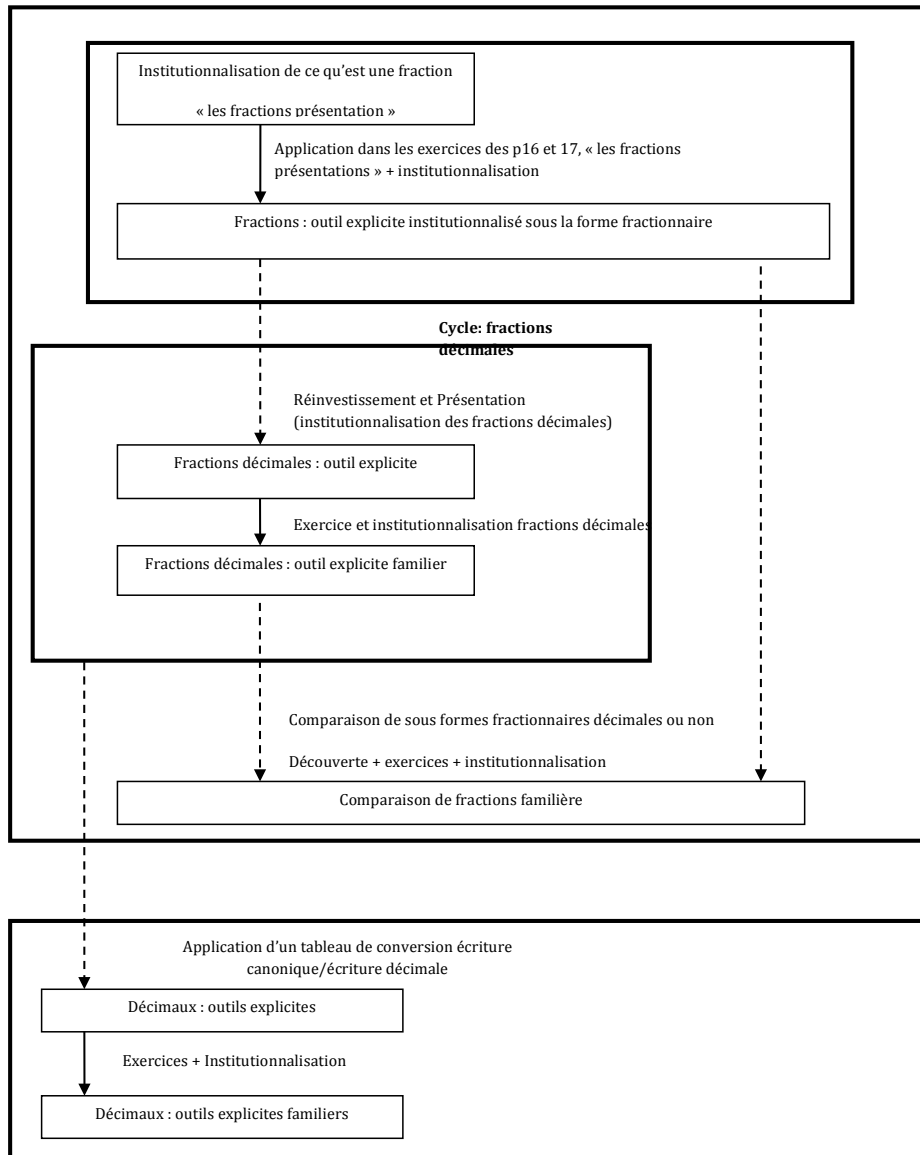 Institutionnalisation de ce qu'est une fraction
« les fractions présentation »
Application dans les exercices des p16 et 17, « les fractions
présentations » + institutionnalisation
Fractions : outil explicite institutionnalisé sous la forme fractionnaire
Cycle: fractions
décimales
Réinvestissement et Présentation
(institutionnalisation des fractions décimales)
Fractions décimales : outil explicite
Exercice et institutionnalisation fractions décimales
Fractions décimales : outil explicite familier
Comparaison de sous formes fractionnaires décimales ou non
Découverte + exercices + institutionnalisation
Comparaison de fractions familière
Application d'un tableau de conversion écriture
canonique/écriture décimale
Décimaux : outils explicites
Exercices + Institutionnalisation
Décimaux : outils explicites familiers